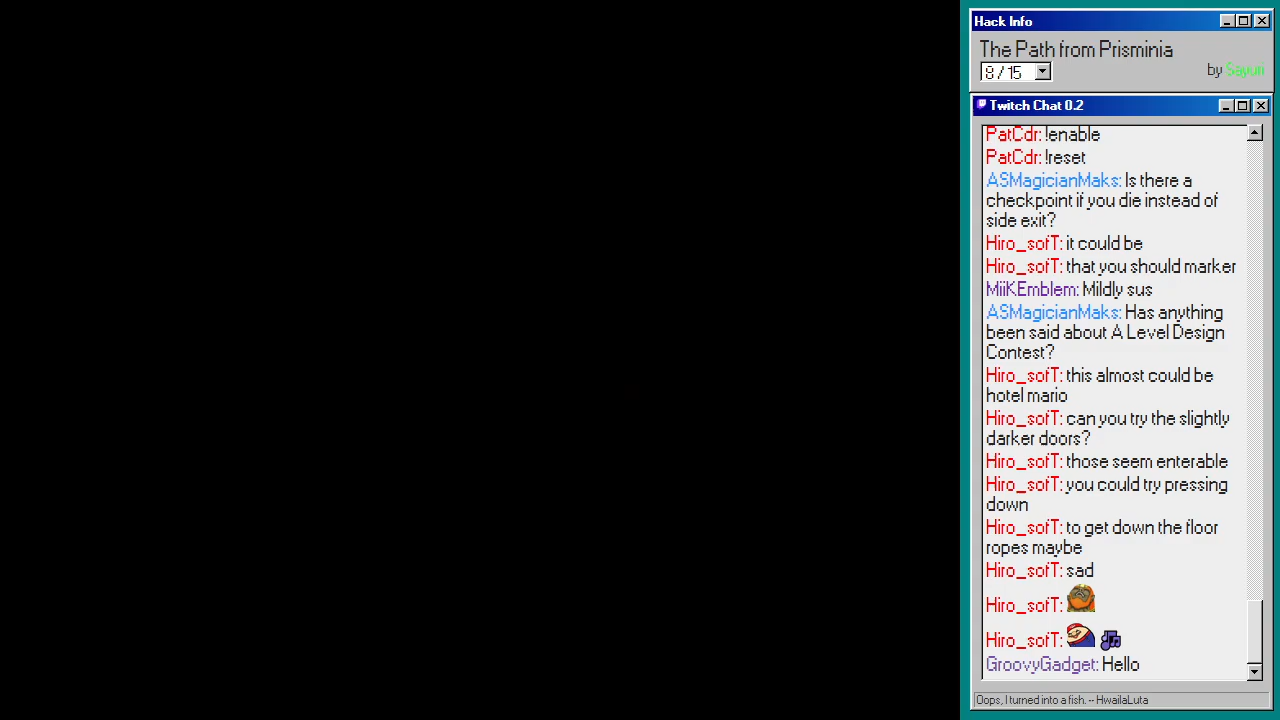 Hack Info
The Path from Prisminia
8 / 15
by Sayuri
Twitch Chat 0.2
PatCdr: !enable
PatCdr: !reset
ASMagicianMaks: Is there a
checkpoint if you die instead of
side exit?
Hiro_sofT: it could be
Hiro_sofT: that you should marker
MiiKEmblem: Mildly sus
ASMagicianMaks: Has anything
been said about A Level Design
Contest?
Hiro_sofT: this almost could be
hotel mario
Hiro_sofT: can you try the slightly
darker doors?
Hiro_sofT: those seem enterable
Hiro_sofT: you could try pressing
down
Hiro_sofT: to get down the floor
ropes maybe
Hiro_sofT: sad
Hiro_sofT:
Hiro_sofT:
GroovyGadget: Hello
Oops, I turned into a fish. -- HwailaLuta